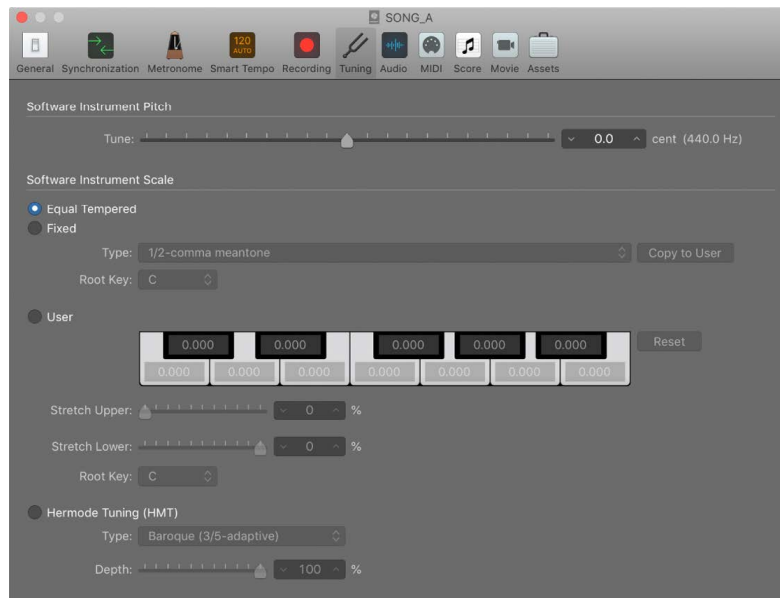 SONG_A
120
AUTO
General Synchronization Metronome Smart Tempo Recording Tuning Audio MIDI Score Movie Assets
Software Instrument Pitch
Tune: 0.0 cent (440.0 Hz)
Software Instrument Scale
Equal Tempered
Fixed
Type: 1/2-comma meantone Copy to User
Root Key: C
User
0.000 0.000 0.000 0.000 0.000 Reset
0.000 0.000 0.000 0.000 0.000 0.000 0.000
Stretch Upper: 0 %
Stretch Lower: 0 %
Root Key: C
Hermode Tuning (HMT)
Type: Baroque (3/5-adaptive)
Depth: 100 %